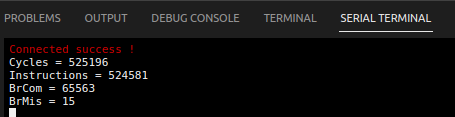 PROBLEMS OUTPUT DEBUG CONSOLE TERMINAL SERIAL TERMINAL
Connected success !
Cycles = 525196
Instructions = 524581
BrCom = 65563
BrMis = 15